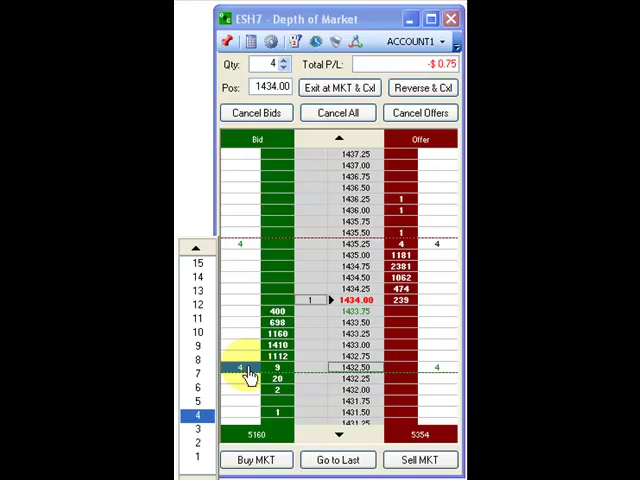 ESH7 - Depth of Market
ACCOUNT1
Qty: 4 Total P/L: -$ 0.75
Pos: 1434.00 Exit at MKT & Cxl Reverse & Cxl
Cancel Bids Cancel All Cancel Offers
Bid Offer
1437.25
1437.00
1436.75
1436.50
1436.25 1
1436.00 1
1435.75
1435.50 1
4 1435.25 4 4
1435.00 1181
15 1434.75 2381
14 1434.50 1062
13 1434.25 474
12 1 1434.00 239
11 400 1433.75
698 1433.50
10 1160 1433.25
9 1410 1433.00
8 1112 1432.75
7 4 9 1432.50 4
20 1432.25
6 2 1432.00
5 1431.75
4 1 1431.50
1431.25
3 5160 5354
2
1 Buy MKT Go to Last Sell MKT